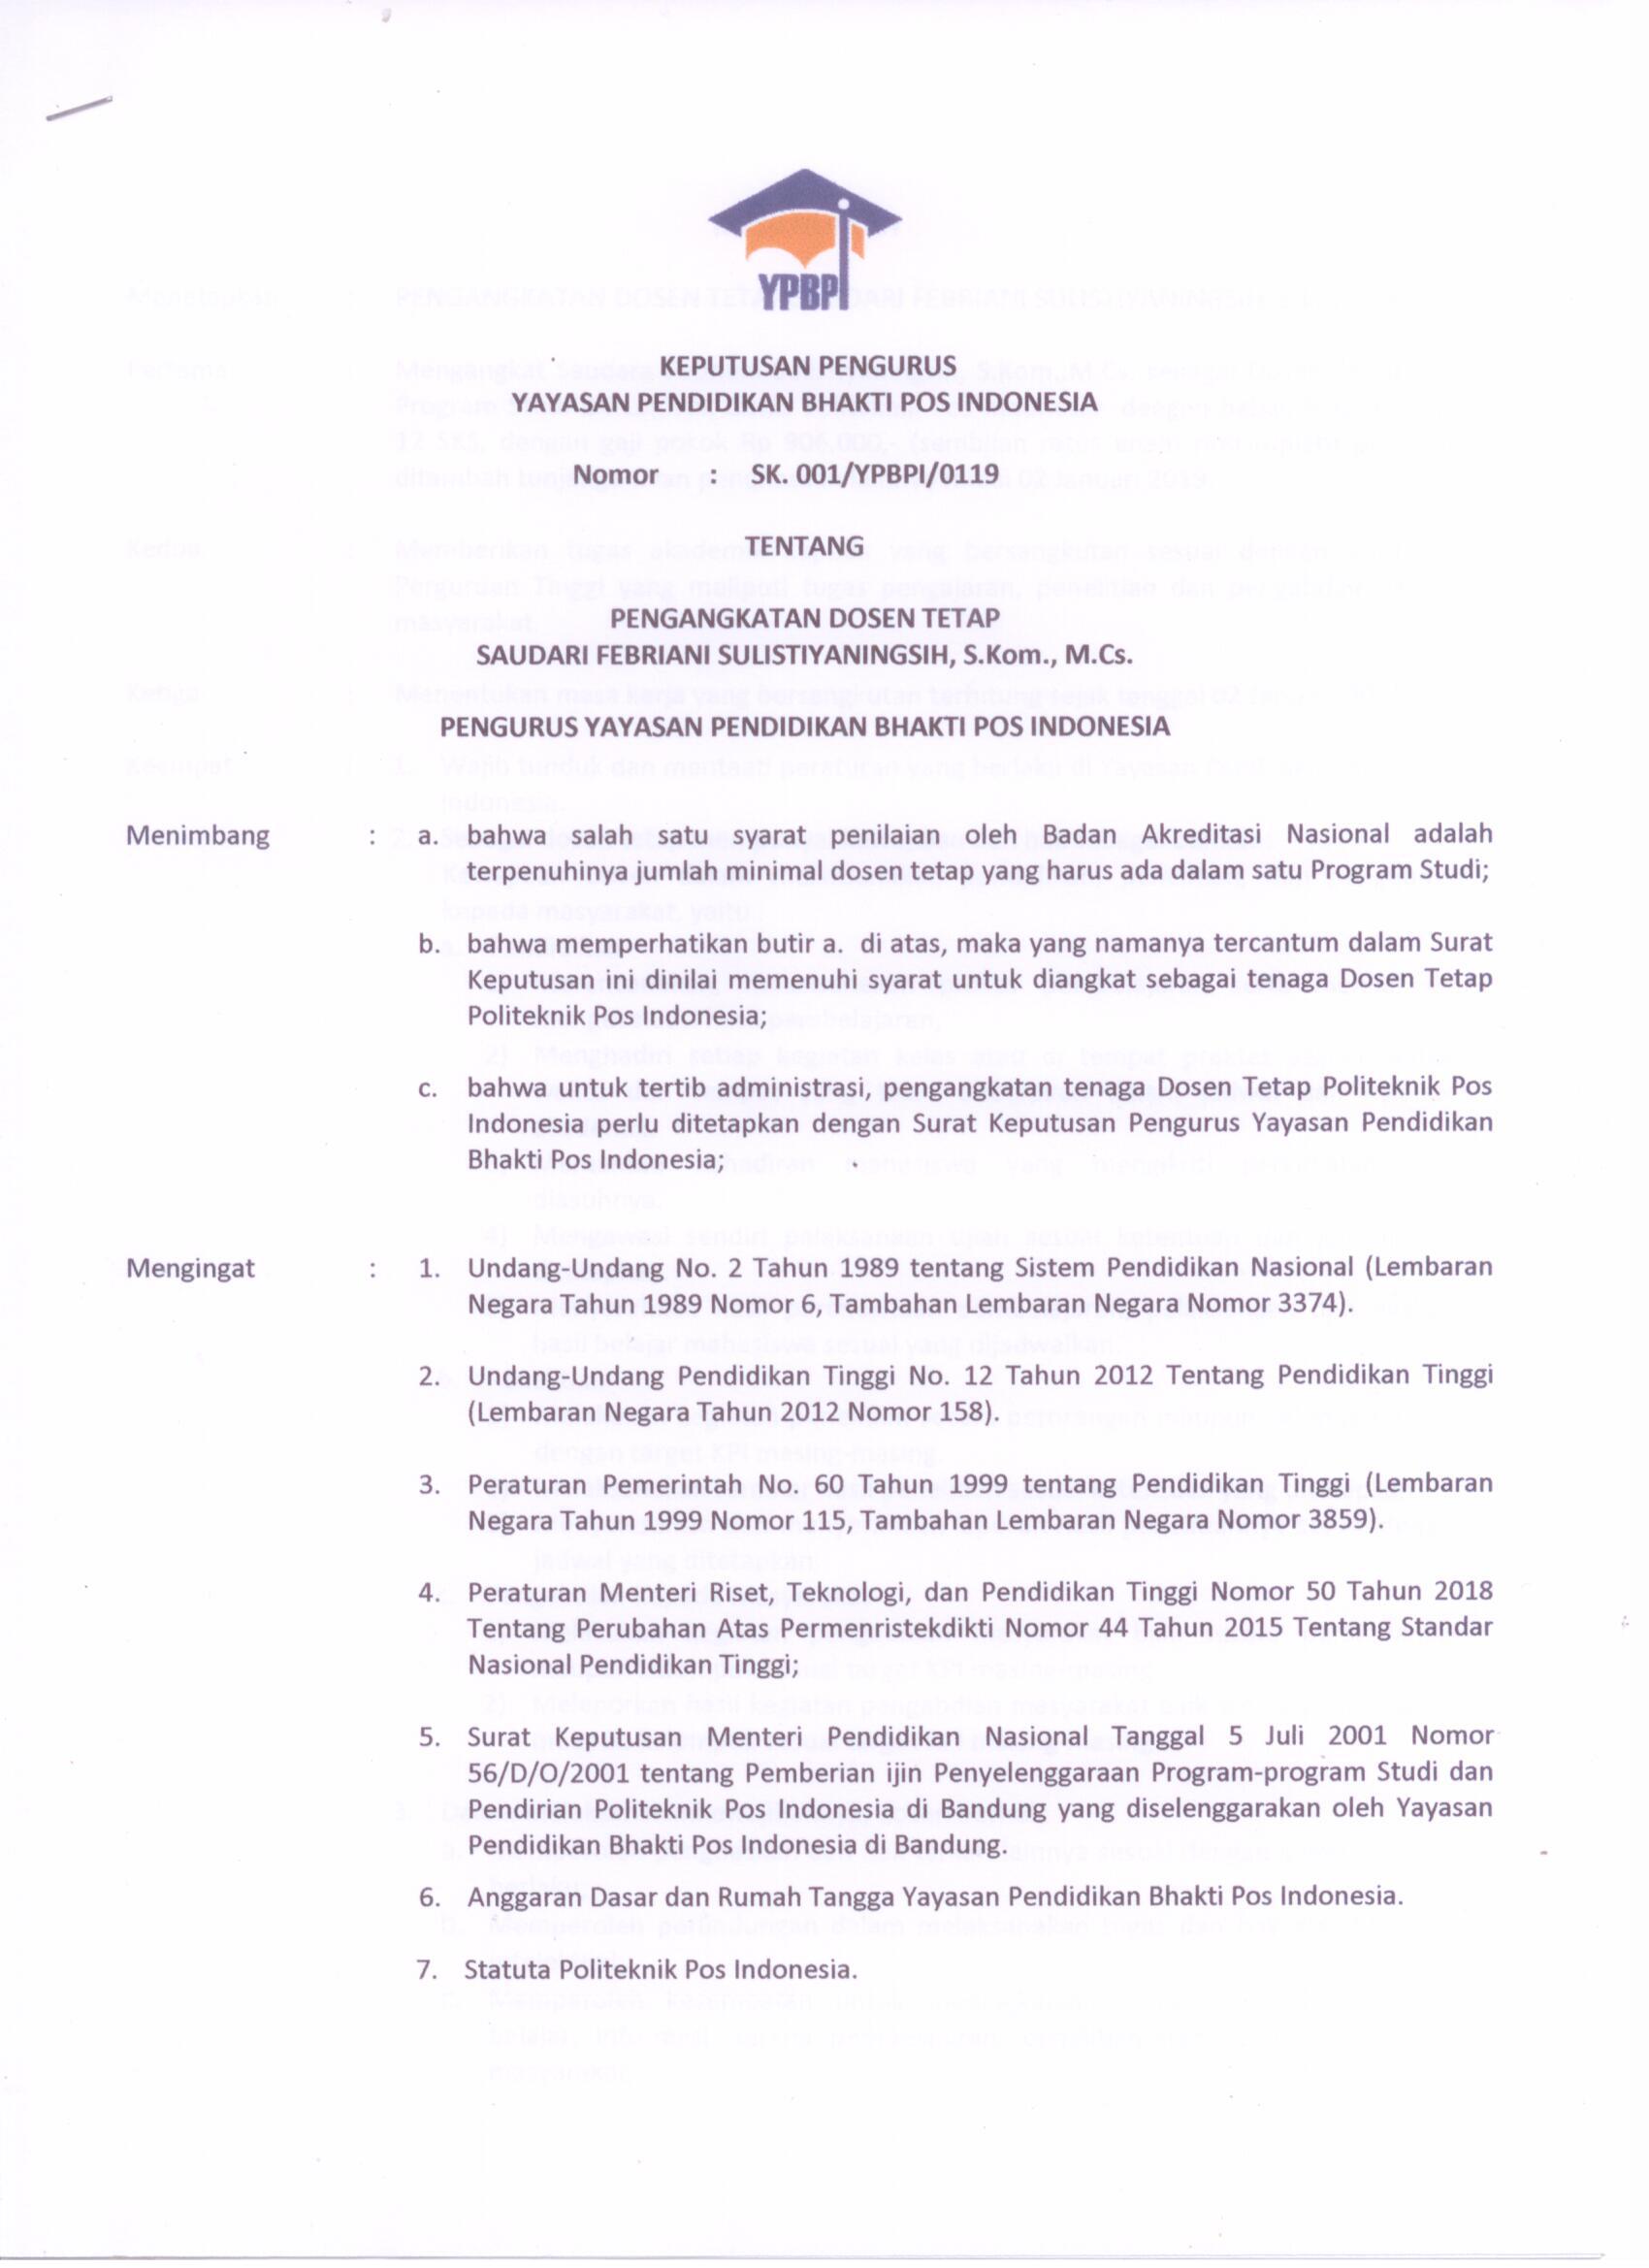 YPBPI
KEPUTUSAN PENGURUS
YAYASAN PENDIDIKAN BHAKTI POS INDONESIA
Nomor : SK. 001/YPBPI/0119
TENTANG
PENGANGKATAN DOSEN TETAP
SAUDARI FEBRIANI SULISTIYANINGSIH, S.Kom., M.Cs.
PENGURUS YAYASAN PENDIDIKAN BHAKTI POS INDONESIA
Menimbang : a. bahwa salah satu syarat penilaian oleh Badan Akreditasi Nasional adalah
terpenuhinya jumlah minimal dosen tetap yang harus ada dalam satu Program Studi;
b. bahwa memperhatikan butir a. di atas, maka yang namanya tercantum dalam Surat
Keputusan ini dinilai memenuhi syarat untuk diangkat sebagai tenaga Dosen Tetap
Politeknik Pos Indonesia;
c. bahwa untuk tertib administrasi, pengangkatan tenaga Dosen Tetap Politeknik Pos
Indonesia perlu ditetapkan dengan Surat Keputusan Pengurus Yayasan Pendidikan
Bhakti Pos Indonesia;
Mengingat : 1. Undang-Undang No. 2 Tahun 1989 tentang Sistem Pendidikan Nasional (Lembaran
Negara Tahun 1989 Nomor 6, Tambahan Lembaran Negara Nomor 3374).
2. Undang-Undang Pendidikan Tinggi No. 12 Tahun 2012 Tentang Pendidikan Tinggi
(Lembaran Negara Tahun 2012 Nomor 158).
3. Peraturan Pemerintah No. 60 Tahun 1999 tentang Pendidikan Tinggi (Lembaran
Negara Tahun 1999 Nomor 115, Tambahan Lembaran Negara Nomor 3859).
4. Peraturan Menteri Riset, Teknologi, dan Pendidikan Tinggi Nomor 50 Tahun 2018
Tentang Perubahan Atas Permenristekdikti Nomor 44 Tahun 2015 Tentang Standar
Nasional Pendidikan Tinggi;
5. Surat Keputusan Menteri Pendidikan Nasional Tanggal 5 Juli 2001 Nomor
56/D/O/2001 tentang Pemberian ijin Penyelenggaraan Program-program Studi dan
Pendirian Politeknik Pos Indonesia di Bandung yang diselenggarakan oleh Yayasan
Pendidikan Bhakti Pos Indonesia di Bandung.
6. Anggaran Dasar dan Rumah Tangga Yayasan Pendidikan Bhakti Pos Indonesia.
7. Statuta Politeknik Pos Indonesia.